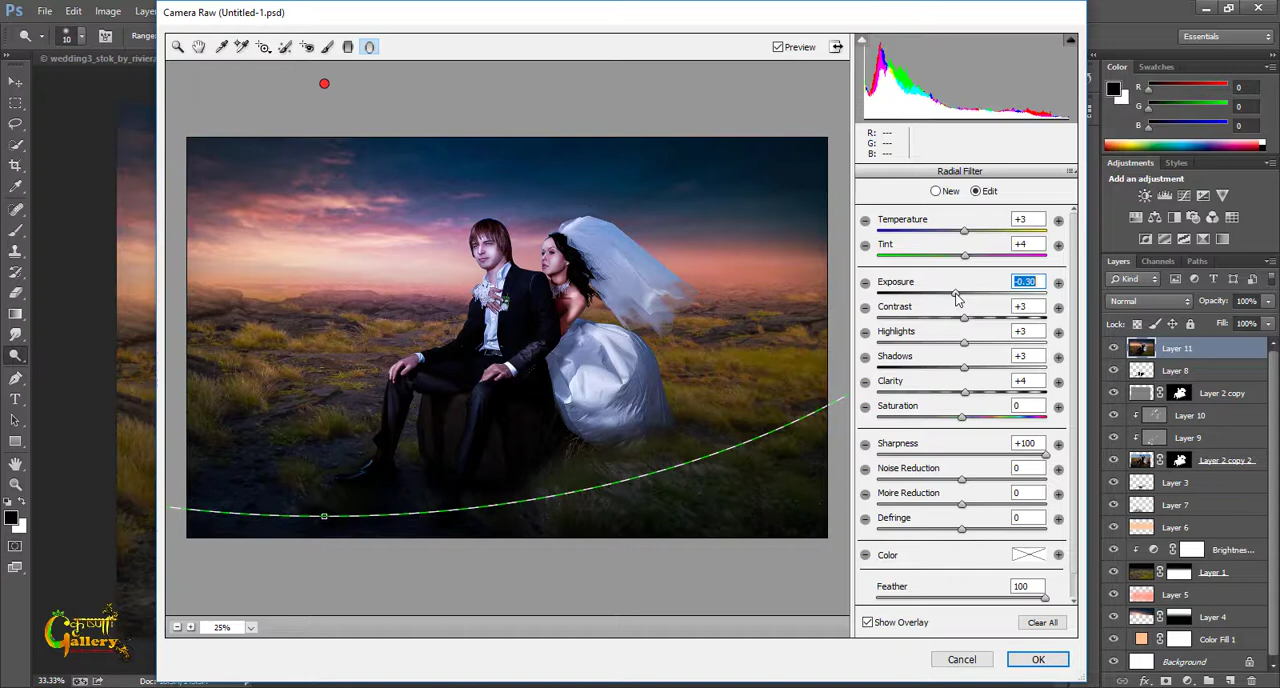 Camera Raw (Untitled-1.psd)
Ps File Edit Image Layer
Essentials
10 Range:
Preview
© wedding3_stok_by_riviera
Color Swatches
R 0
G 0
B 0
R: ---
G: ---
B: ---
Radial Filter
New Edit
Temperature +3
Tint +4
Exposure -0.30
Contrast +3
Highlights +3
Shadows +3
Clarity +4
Saturation 0
Sharpness +100
Noise Reduction 0
Moire Reduction 0
Defringe 0
Color
Feather 100
Show Overlay Clear All
Cancel OK
25%
Adjustments Styles
Add an adjustment
Layers Channels Paths
Kind
Normal Opacity: 100%
Lock: Fill: 100%
Layer 11
Layer 8
Layer 2 copy
Layer 10
Layer 9
Layer 2 copy 2
Layer 3
Layer 7
Layer 6
Brightness...
Layer 1
Layer 5
Layer 4
Color Fill 1
Background
Gallery
33.33%